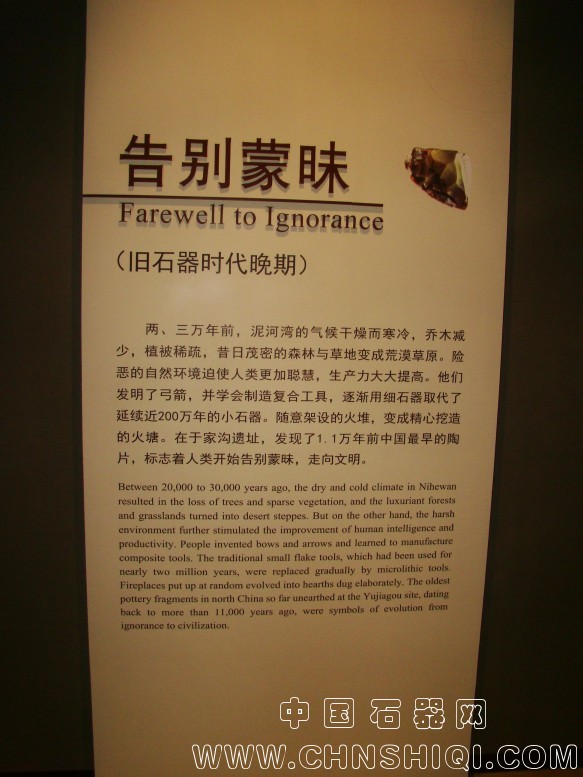 告别蒙昧
Farewell to Ignorance
（旧石器时代晚期）
两、三万年前，泥河湾的气候干燥而寒冷，乔木减
少，植被稀疏，昔日茂密的森林与草地变成荒漠草原。险
恶的自然环境迫使人类更加聪慧，生产力大大提高。他们
发明了弓箭，并学会制造复合工具，逐渐用细石器取代了
延续近200万年的小石器。随意架设的火堆，变成精心挖造
的火塘。在于家沟遗址，发现了1.1万年前中国最早的陶
片，标志着人类开始告别蒙昧，走向文明。
Between 20,000 to 30,000 years ago, the dry and cold climate in Nihewan
resulted in the loss of trees and sparse vegetation, and the luxuriant forests
and grasslands turned into desert steppes. But on the other hand, the harsh
environment further stimulated the improvement of human intelligence and
productivity. People invented bows and arrows and learned to manufacture
composite tools. The traditional small flake tools, which had been used for
nearly two million years, were replaced gradually by microlithic tools.
Fireplaces put up at random evolved into hearths dug elaborately. The oldest
pottery fragments in north China so far unearthed at the Yujiagou site, dating
back to more than 11,000 years ago, were symbols of evolution from
ignorance to civilization.
中国石器网
WWW.CHNSHIQI.COM